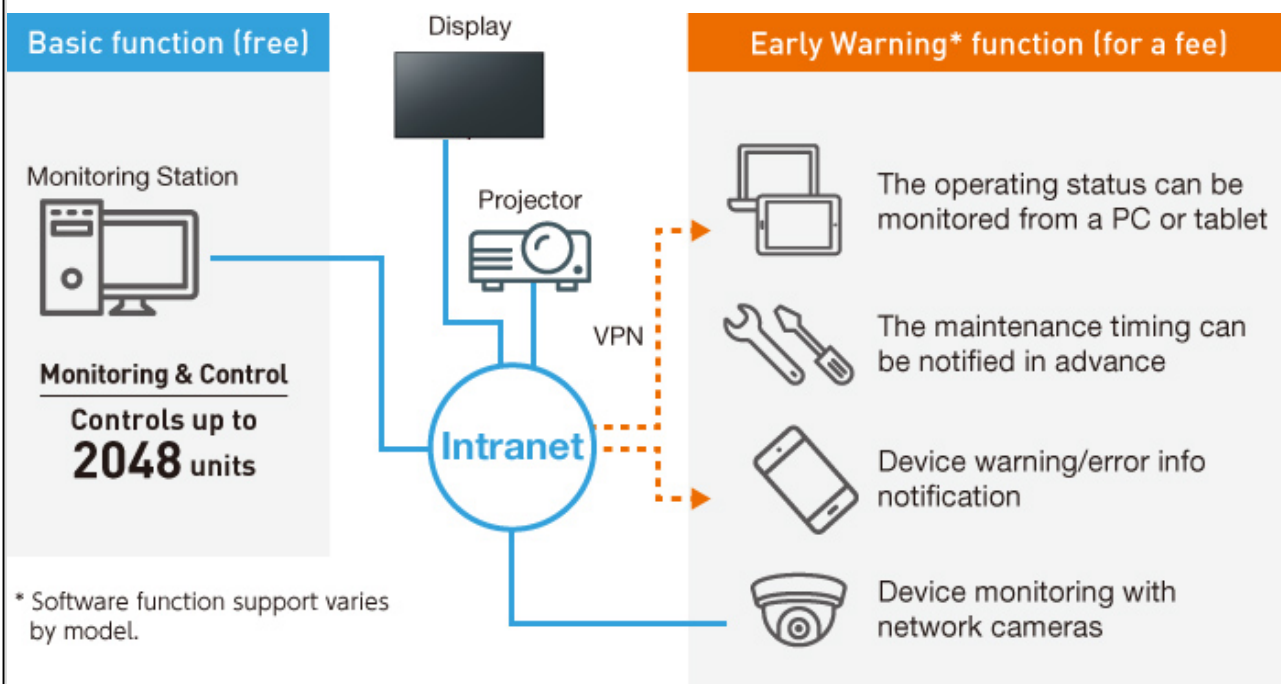 Basic function (free)
Monitoring Station
Monitoring & Control
Controls up to
2048 units
* Software function support varies
by model.
Display
Projector
VPN
Intranet
Early Warning* function (for a fee)
The operating status can be
monitored from a PC or tablet
The maintenance timing can
be notified in advance
Device warning/error info
notification
Device monitoring with
network cameras